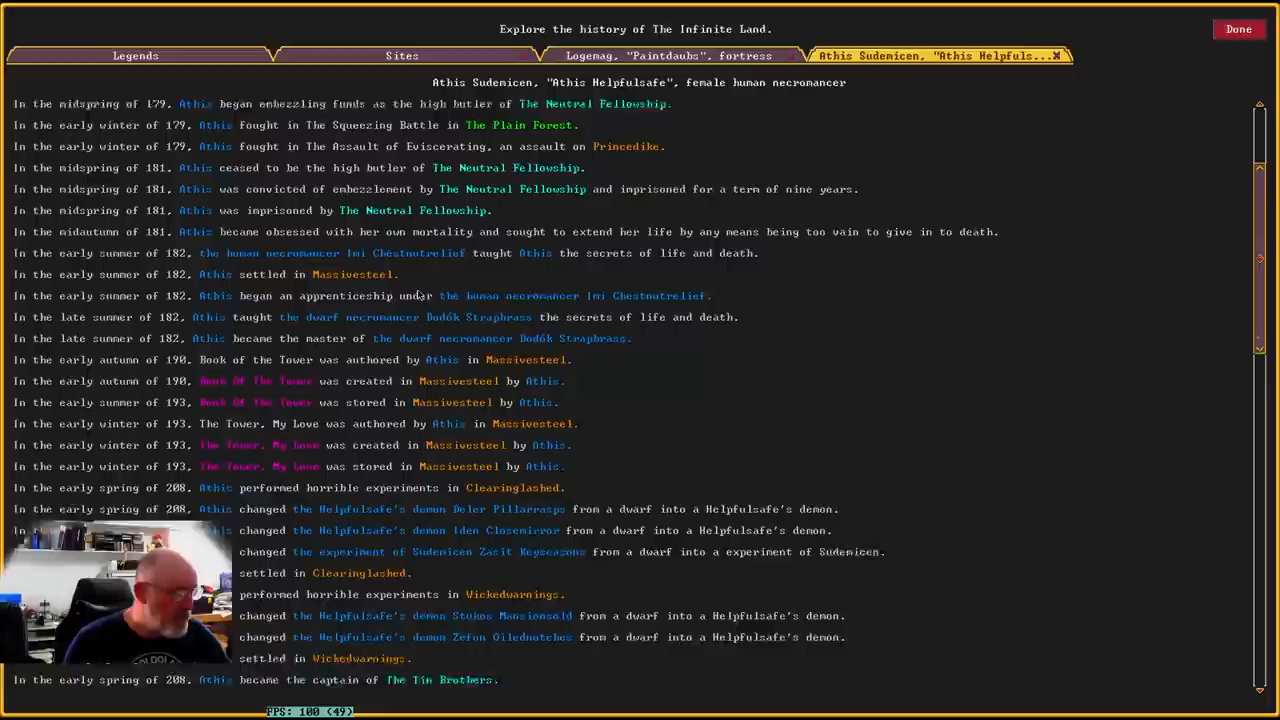 Explore the history of The Infinite Land.
Done
Legends
Sites
Logemag, "Paintdaubs", fortress
Athis Sudemicen, "Athis Helpfuls...
Athis Sudemicen, "Athis Helpfulsafe", female human necromancer
In the midspring of 179, Athis began embezzling funds as the high butler of The Neutral Fellowship.
In the early winter of 179, Athis fought in The Squeezing Battle in The Plain Forest.
In the early winter of 179, Athis fought in The Assault of Eviscerating, an assault on Princedike.
In the midspring of 181, Athis ceased to be the high butler of The Neutral Fellowship.
In the midspring of 181, Athis was convicted of embezzlement by The Neutral Fellowship and imprisoned for a term of nine years.
In the midspring of 181, Athis was imprisoned by The Neutral Fellowship.
In the midautumn of 181, Athis became obsessed with her own mortality and sought to extend her life by any means being too vain to give in to death.
In the early summer of 182, the human necromancer Imi Chestnutrelief taught Athis the secrets of life and death.
In the early summer of 182, Athis settled in Massivesteel.
In the early summer of 182, Athis began an apprenticeship under the human necromancer Imi Chestnutrelief.
In the late summer of 182, Athis taught the dwarf necromancer Dodók Strapbrass the secrets of life and death.
In the late summer of 182, Athis became the master of the dwarf necromancer Dodók Strapbrass.
In the early autumn of 190, Book of the Tower was authored by Athis in Massivesteel.
In the early autumn of 190, Book Of The Tower was created in Massivesteel by Athis.
In the early summer of 193, Book Of The Tower was stored in Massivesteel by Athis.
In the early winter of 193, The Tower, My Love was authored by Athis in Massivesteel.
In the early winter of 193, The Tower, My Love was created in Massivesteel by Athis.
In the early winter of 193, The Tower, My Love was stored in Massivesteel by Athis.
In the early spring of 208, Athis performed horrible experiments in Clearinglashed.
In the early spring of 208, Athis changed the Helpfulsafe's demon Deler Pillarrasps from a dwarf into a Helpfulsafe's demon.
changed the Helpfulsafe's demon Iden Closemirror from a dwarf into a Helpfulsafe's demon.
changed the experiment of Sudemicen Zasit Keyseasons from a dwarf into a experiment of Sudemicen.
settled in Clearinglashed.
performed horrible experiments in Wickedwarnings.
changed the Helpfulsafe's demon Stukos Mansionsold from a dwarf into a Helpfulsafe's demon.
changed the Helpfulsafe's demon Zefon Oilednotches from a dwarf into a Helpfulsafe's demon.
settled in Wickedwarnings.
In the early spring of 208, Athis became the captain of The Tin Brothers.
FPS: 100 (49)